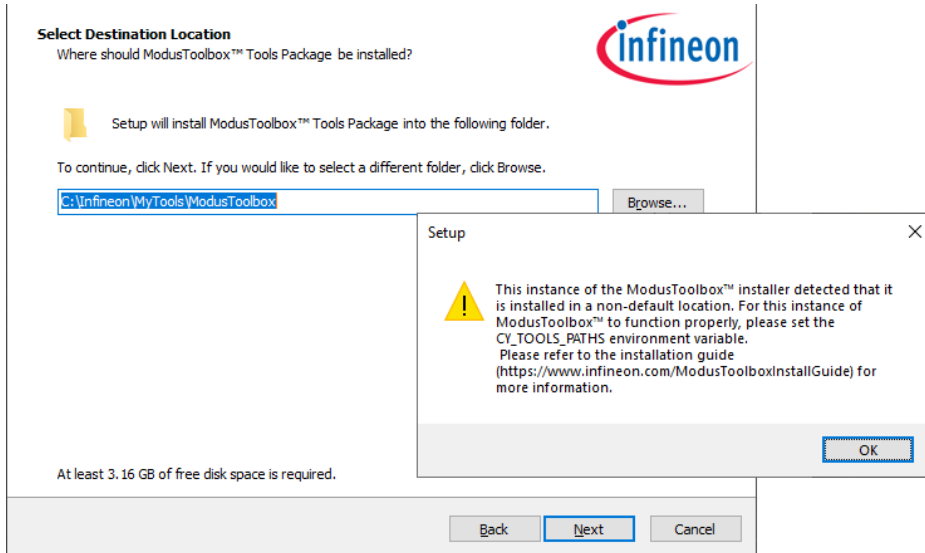 Select Destination Location
Where should ModusToolbox™ Tools Package be installed?
infineon
Setup will install ModusToolbox™ Tools Package into the following folder.
To continue, click Next. If you would like to select a different folder, click Browse.
C:\Infineon\MyTools\ModusToolbox
Browse...
Setup
This instance of the ModusToolbox™ installer detected that it
is installed in a non-default location. For this instance of
ModusToolbox™ to function properly, please set the
CY_TOOLS_PATHS environment variable.
Please refer to the installation guide
(https://www.infineon.com/ModusToolboxInstallGuide) for
more information.
OK
At least 3.16 GB of free disk space is required.
Back
Next
Cancel